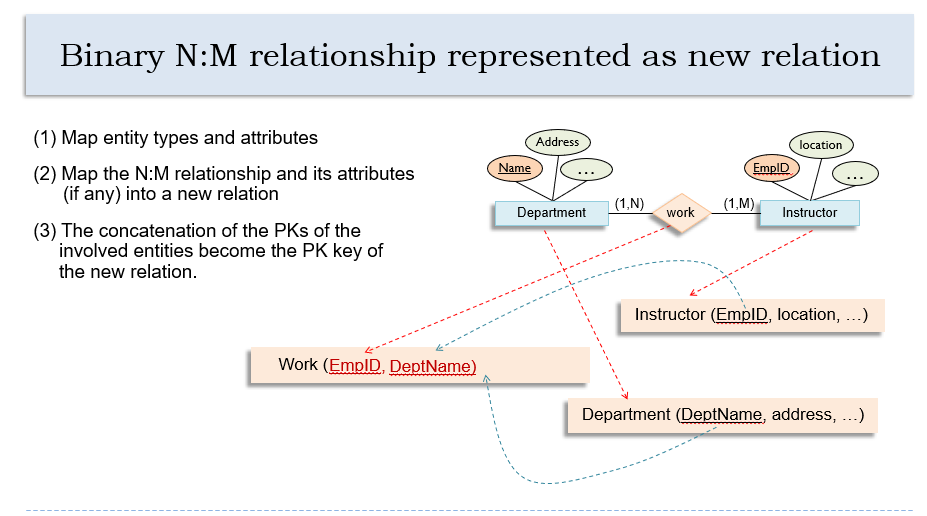 Binary N:M relationship represented as new relation
(1) Map entity types and attributes
(2) Map the N:M relationship and its attributes
(if any) into a new relation
(3) The concatenation of the PKs of the
involved entities become the PK key of
the new relation.
Address
Name
...
location
EmpID
...
Department
(1,N)
work
(1,M)
Instructor
Instructor (EmpID, location, ...)
Work (EmpID, DeptName)
Department (DeptName, address, ...)